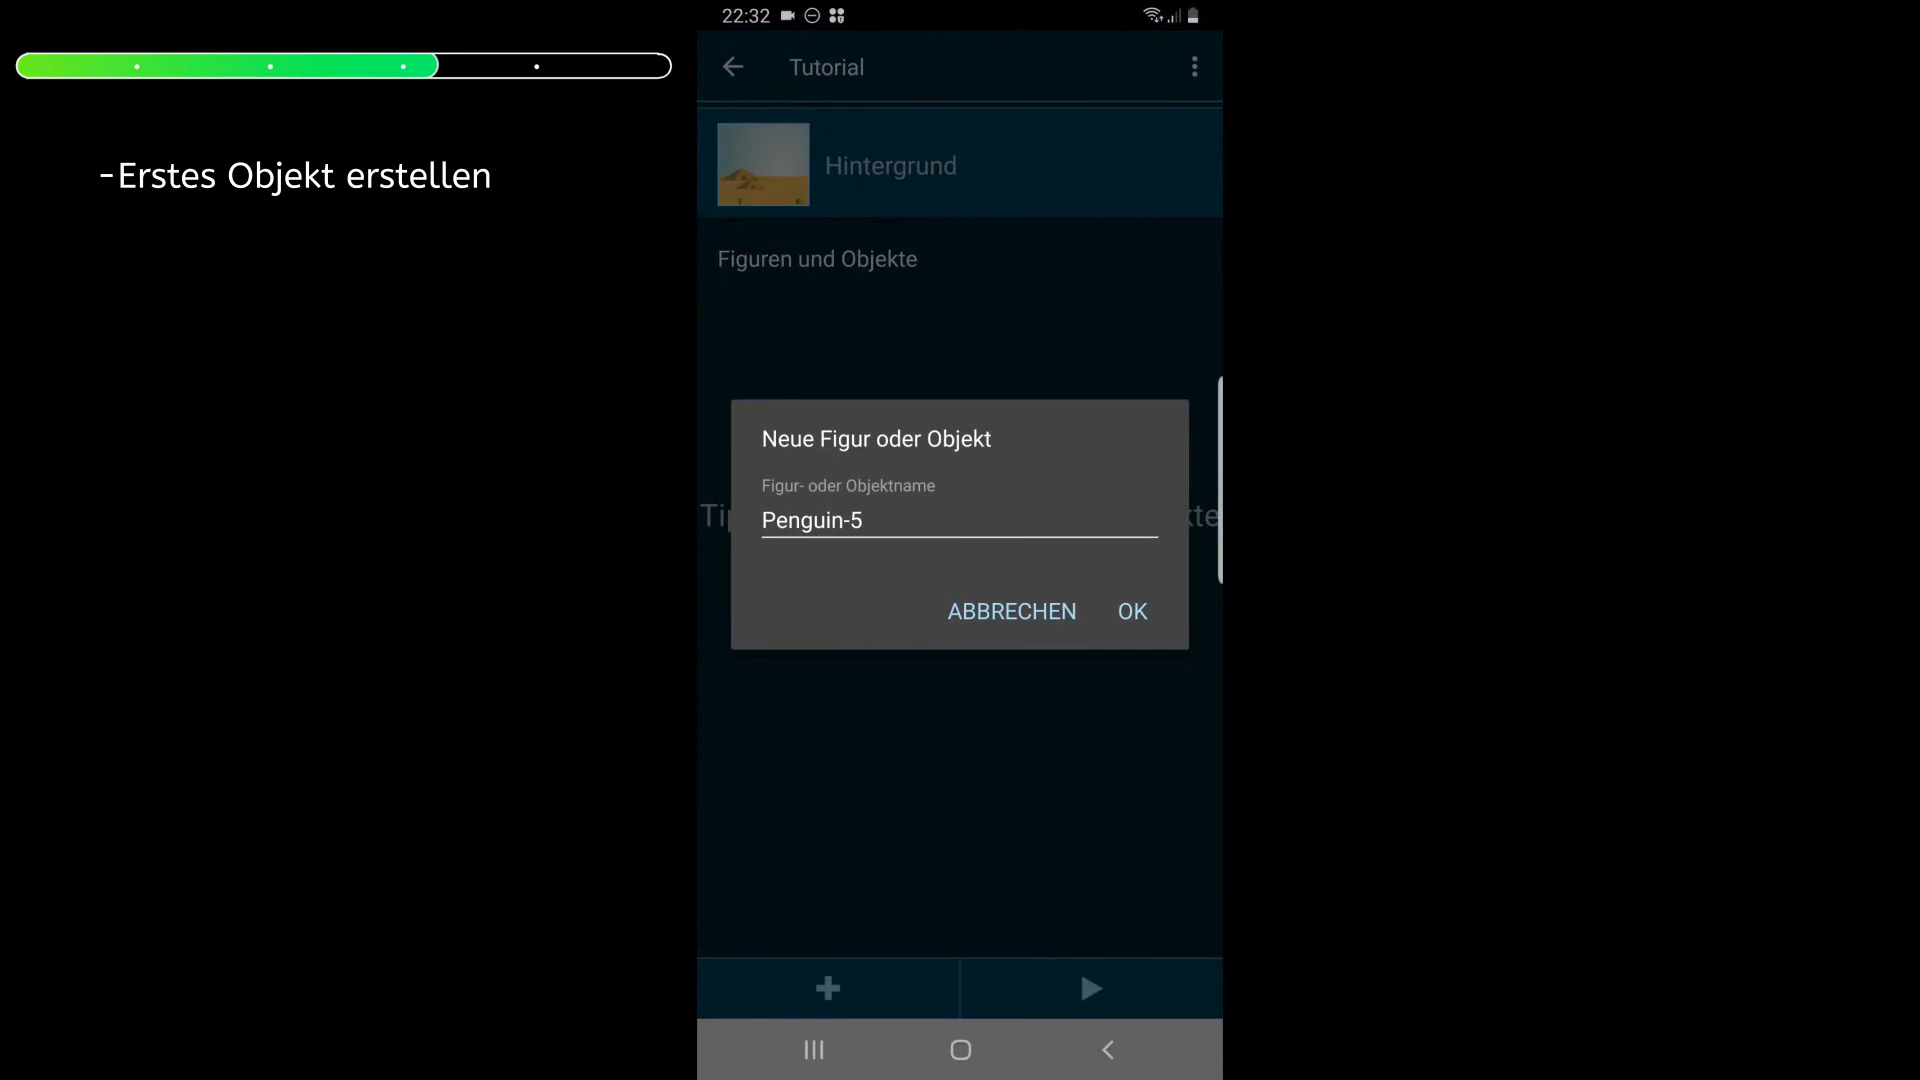 22:32
Tutorial
-Erstes Objekt erstellen
Hintergrund
Figuren und Objekte
Neue Figur oder Objekt
Figur- oder Objektname
Penguin-5
ABBRECHEN OK